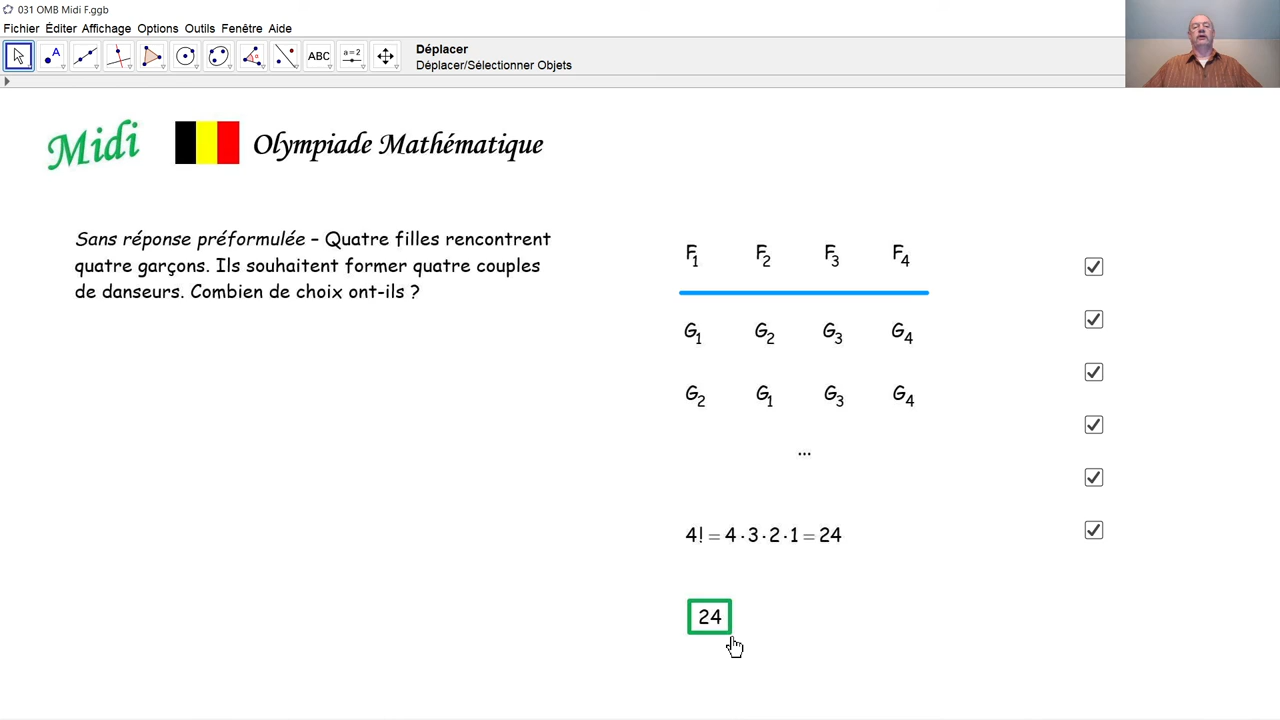 031 OMB Midi F.ggb
Fichier Éditer Affichage Options Outils Fenêtre Aide
A
ABC
a=2
Déplacer
Déplacer/Sélectionner Objets
Midi
Olympiade Mathématique
Sans réponse préformulée – Quatre filles rencontrent
quatre garçons. Ils souhaitent former quatre couples
de danseurs. Combien de choix ont-ils ?
F₁ F₂ F₃ F₄
G₁ G₂ G₃ G₄
G₂ G₁ G₃ G₄
...
4! = 4 · 3 · 2 · 1 = 24
24